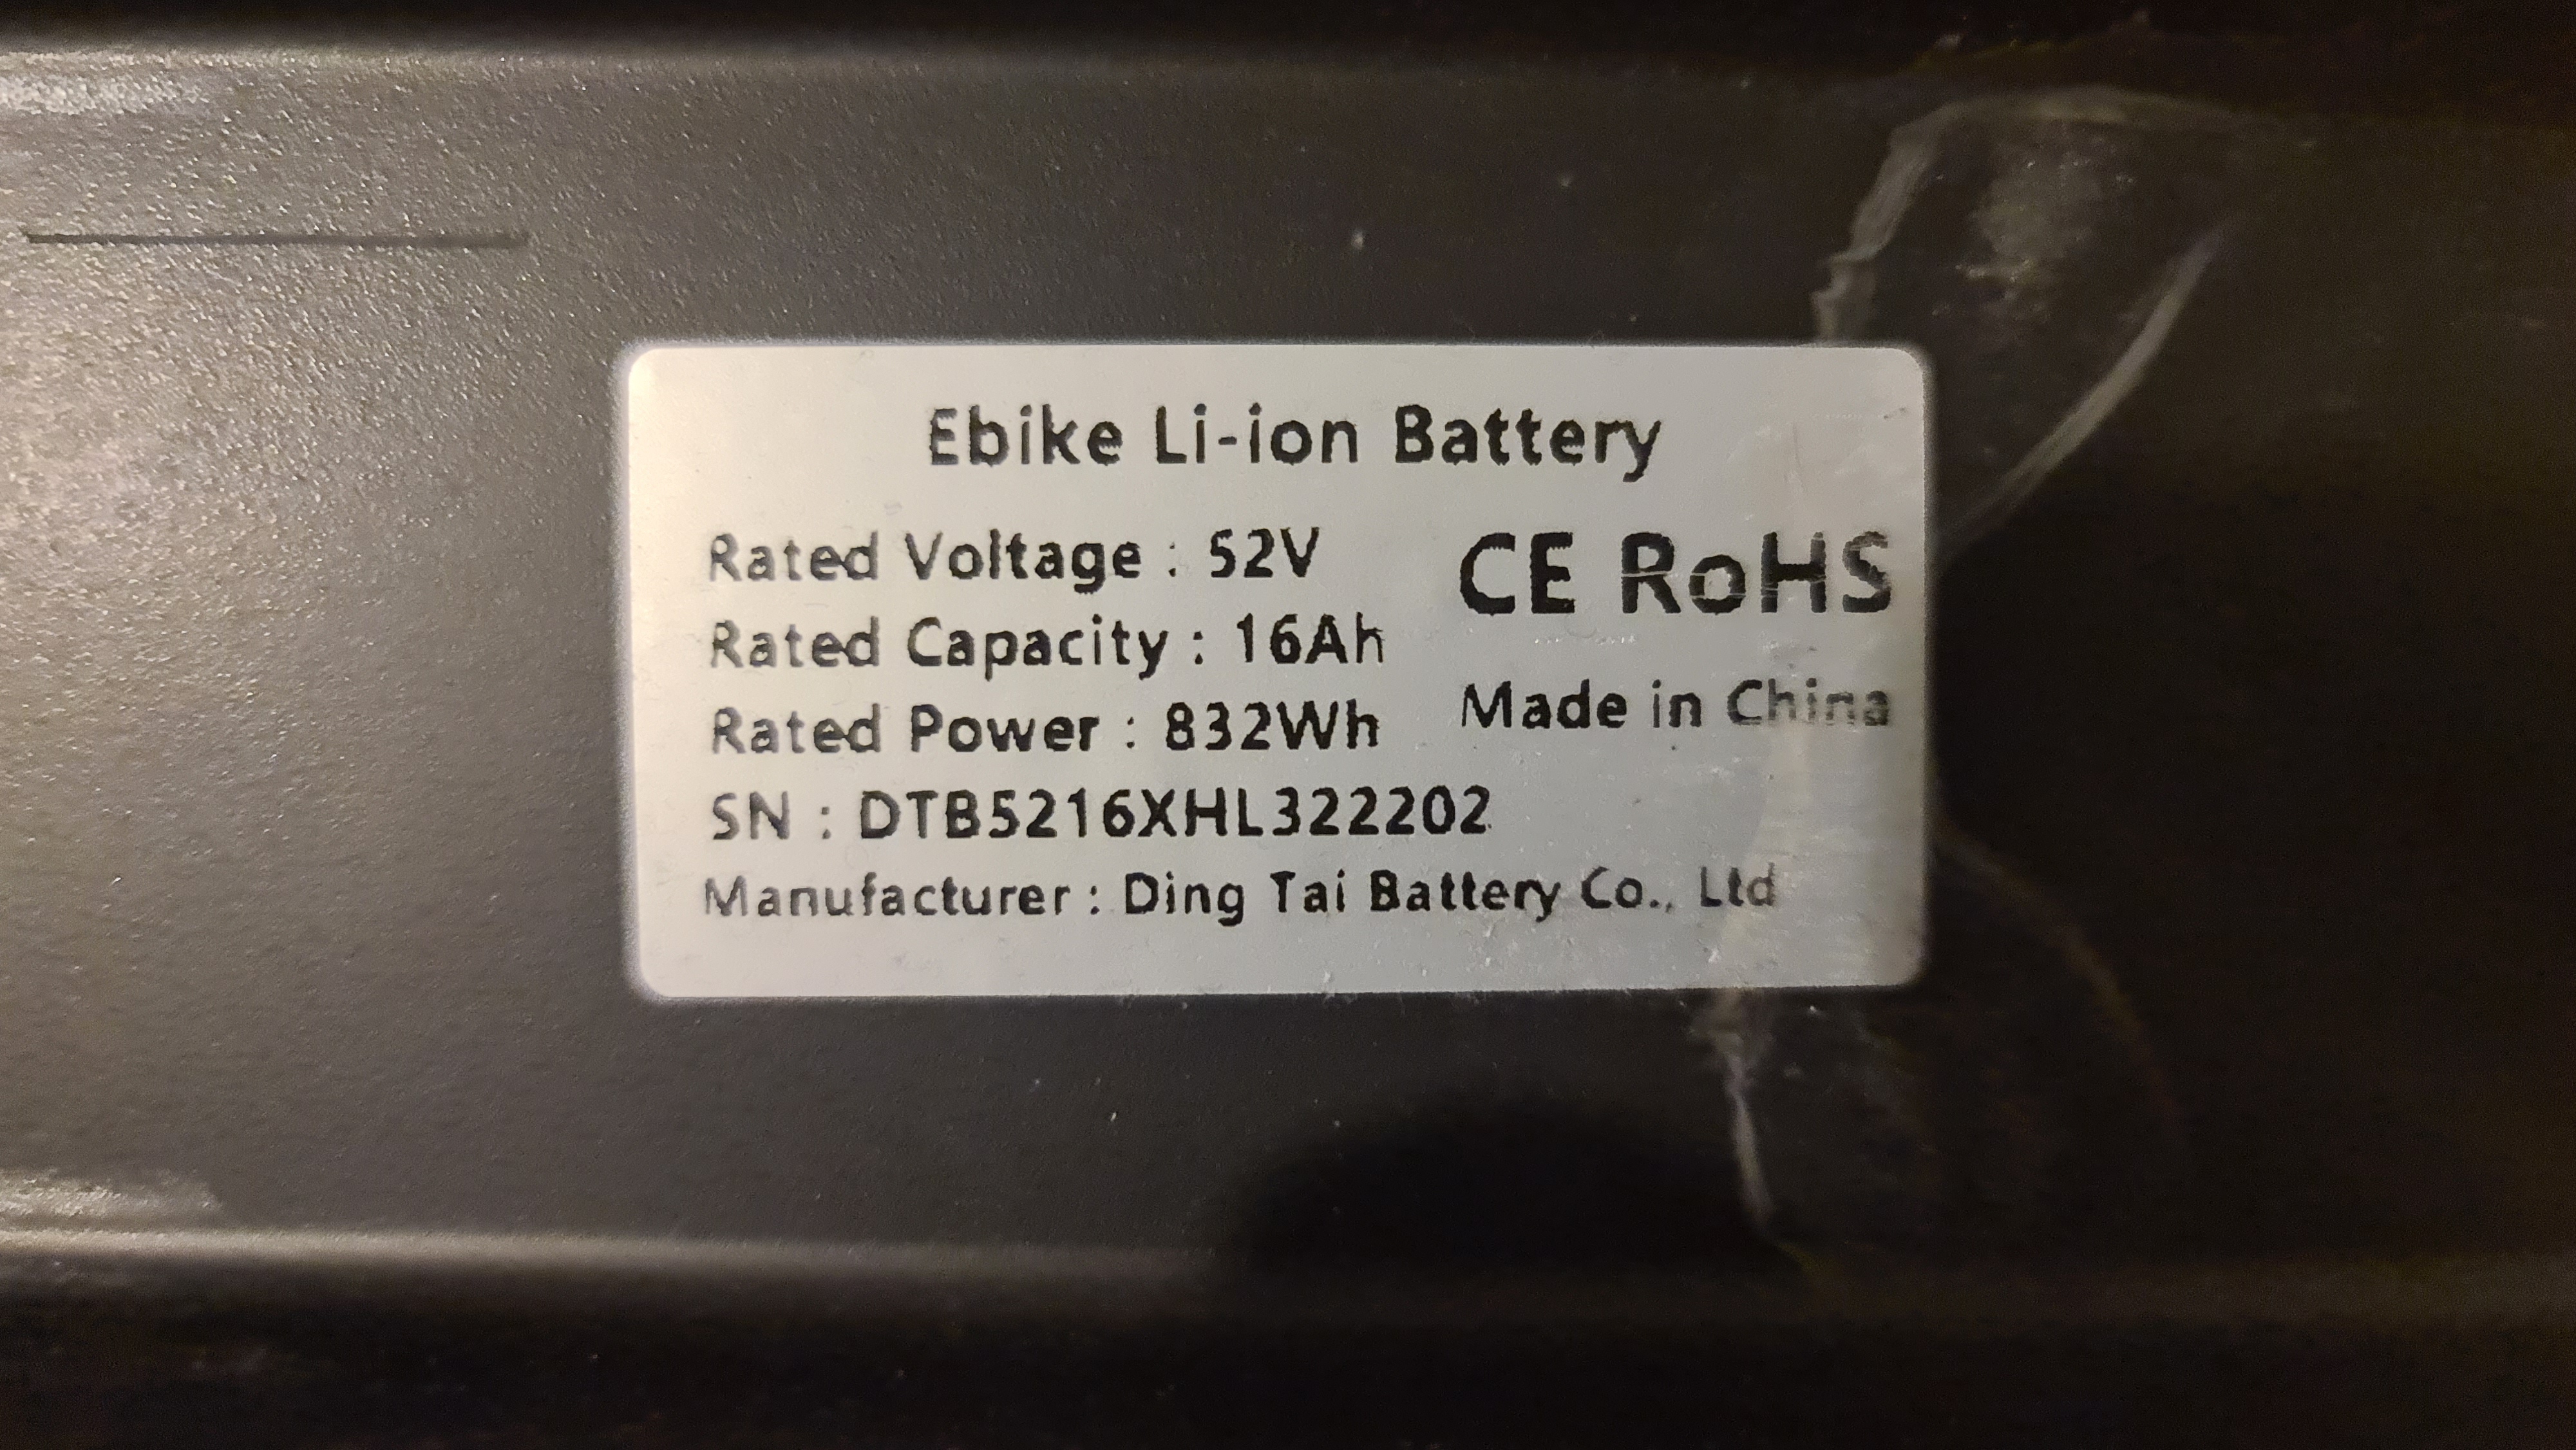 Ebike Li-ion Battery
Rated Voltage : 52V
CE RoHS
Rated Capacity : 16Ah
Rated Power : 832Wh
Made in China
SN : DTB5216XHL322202
Manufacturer : Ding Tai Battery Co., Ltd